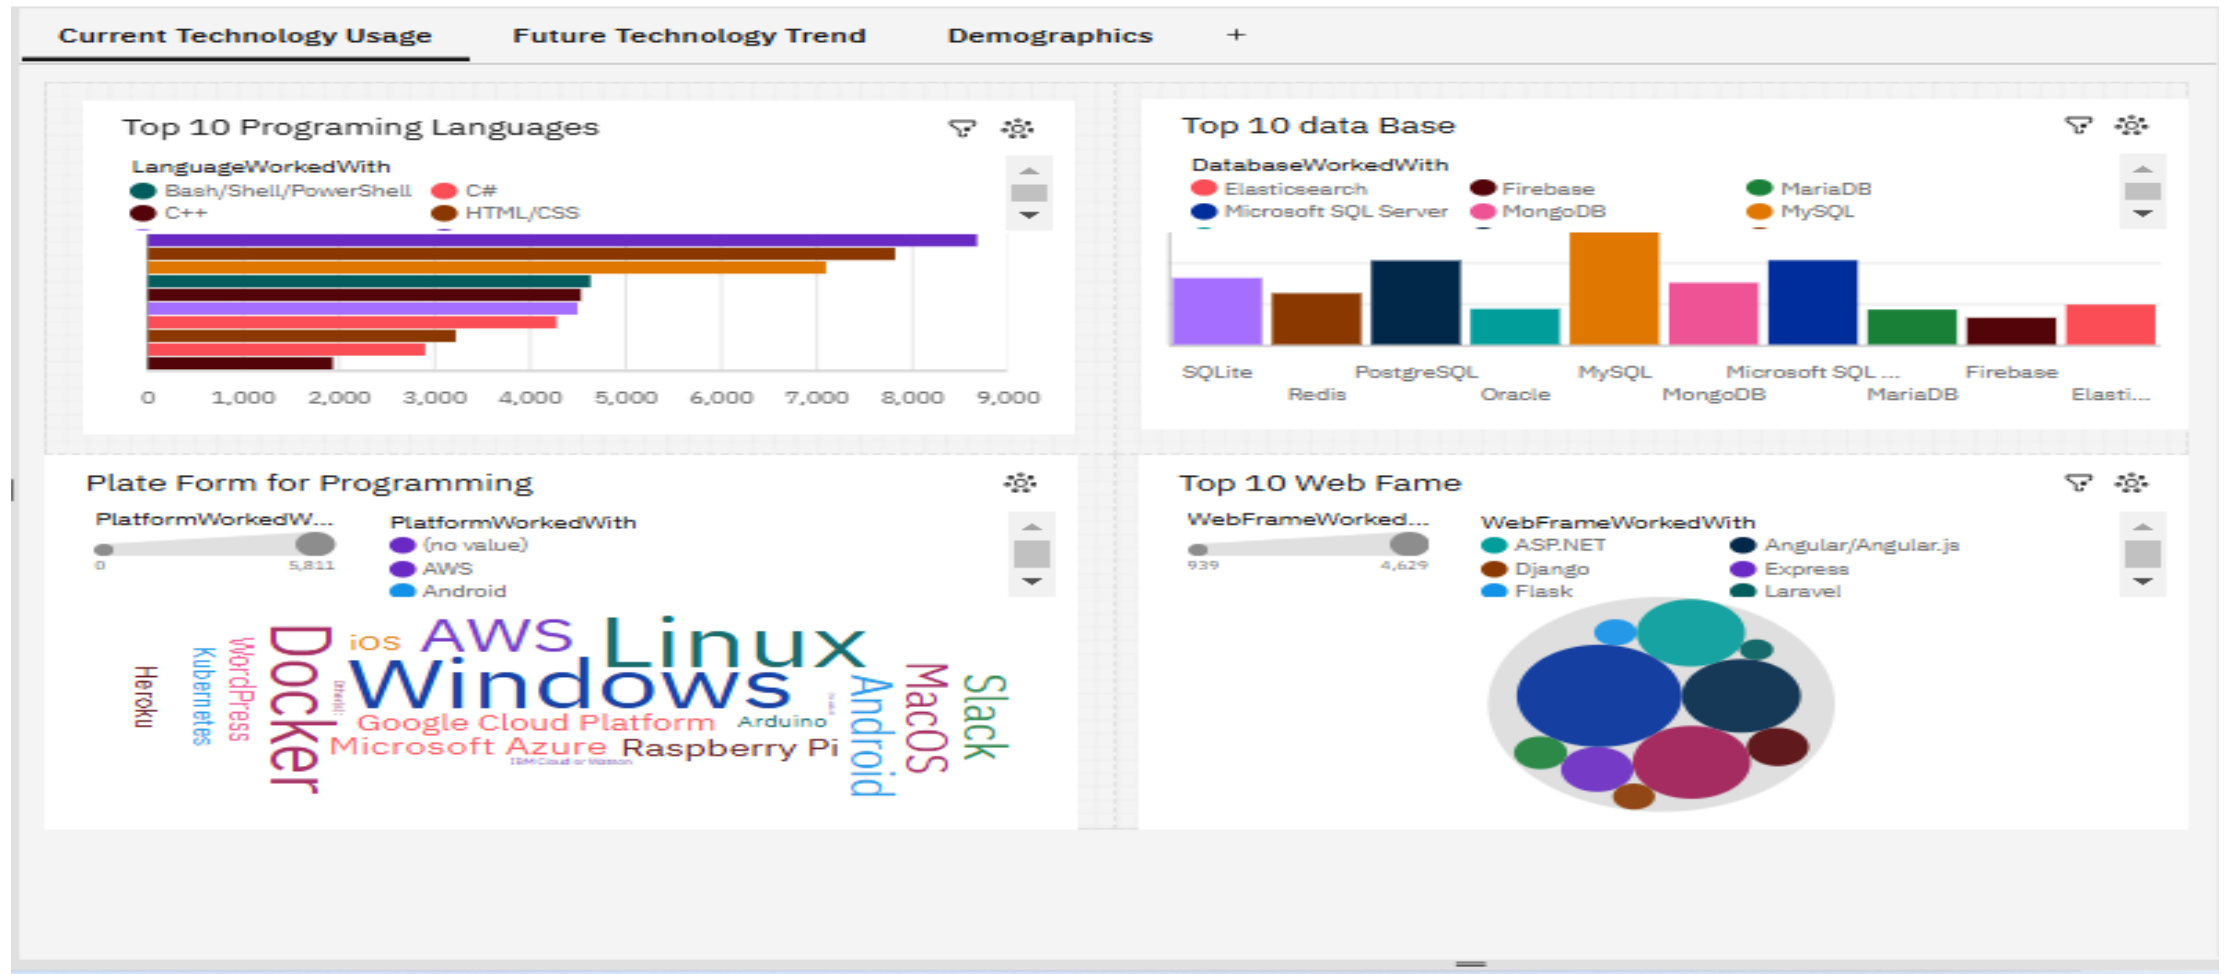 Current Technology Usage Future Technology Trend Demographics +
Top 10 Programing Languages
LanguageWorkedWith
Bash/Shell/PowerShell C#
C++ HTML/CSS
0 1,000 2,000 3,000 4,000 5,000 6,000 7,000 8,000 9,000
Top 10 data Base
DatabaseWorkedWith
Elasticsearch Firebase MariaDB
Microsoft SQL Server MongoDB MySQL
SQLite PostgreSQL MySQL Microsoft SQL ... Firebase
Redis Oracle MongoDB MariaDB Elasti...
Plate Form for Programming
PlatformWorkedW...
0 5,811
PlatformWorkedWith
(no value)
AWS
Android
Heroku
Kubernetes
WordPress
Docker
iOS AWS Linux
Windows
Google Cloud Platform Arduino
Microsoft Azure Raspberry Pi
IBM Cloud or Watson
Android
MacOS
Slack
Top 10 Web Fame
WebFrameWorked...
939 4,629
WebFrameWorkedWith
ASP.NET Angular/Angular.js
Django Express
Flask Laravel